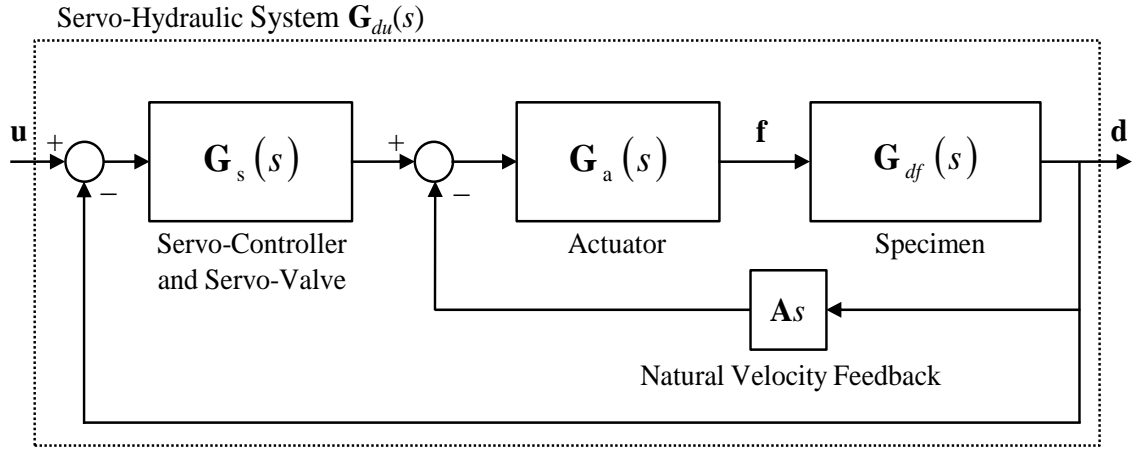 Servo-Hydraulic System G_du(s)
u
+
−
G_s (s)
Servo-Controller
and Servo-Valve
+
−
G_a (s)
Actuator
f
G_df (s)
Specimen
d
As
Natural Velocity Feedback